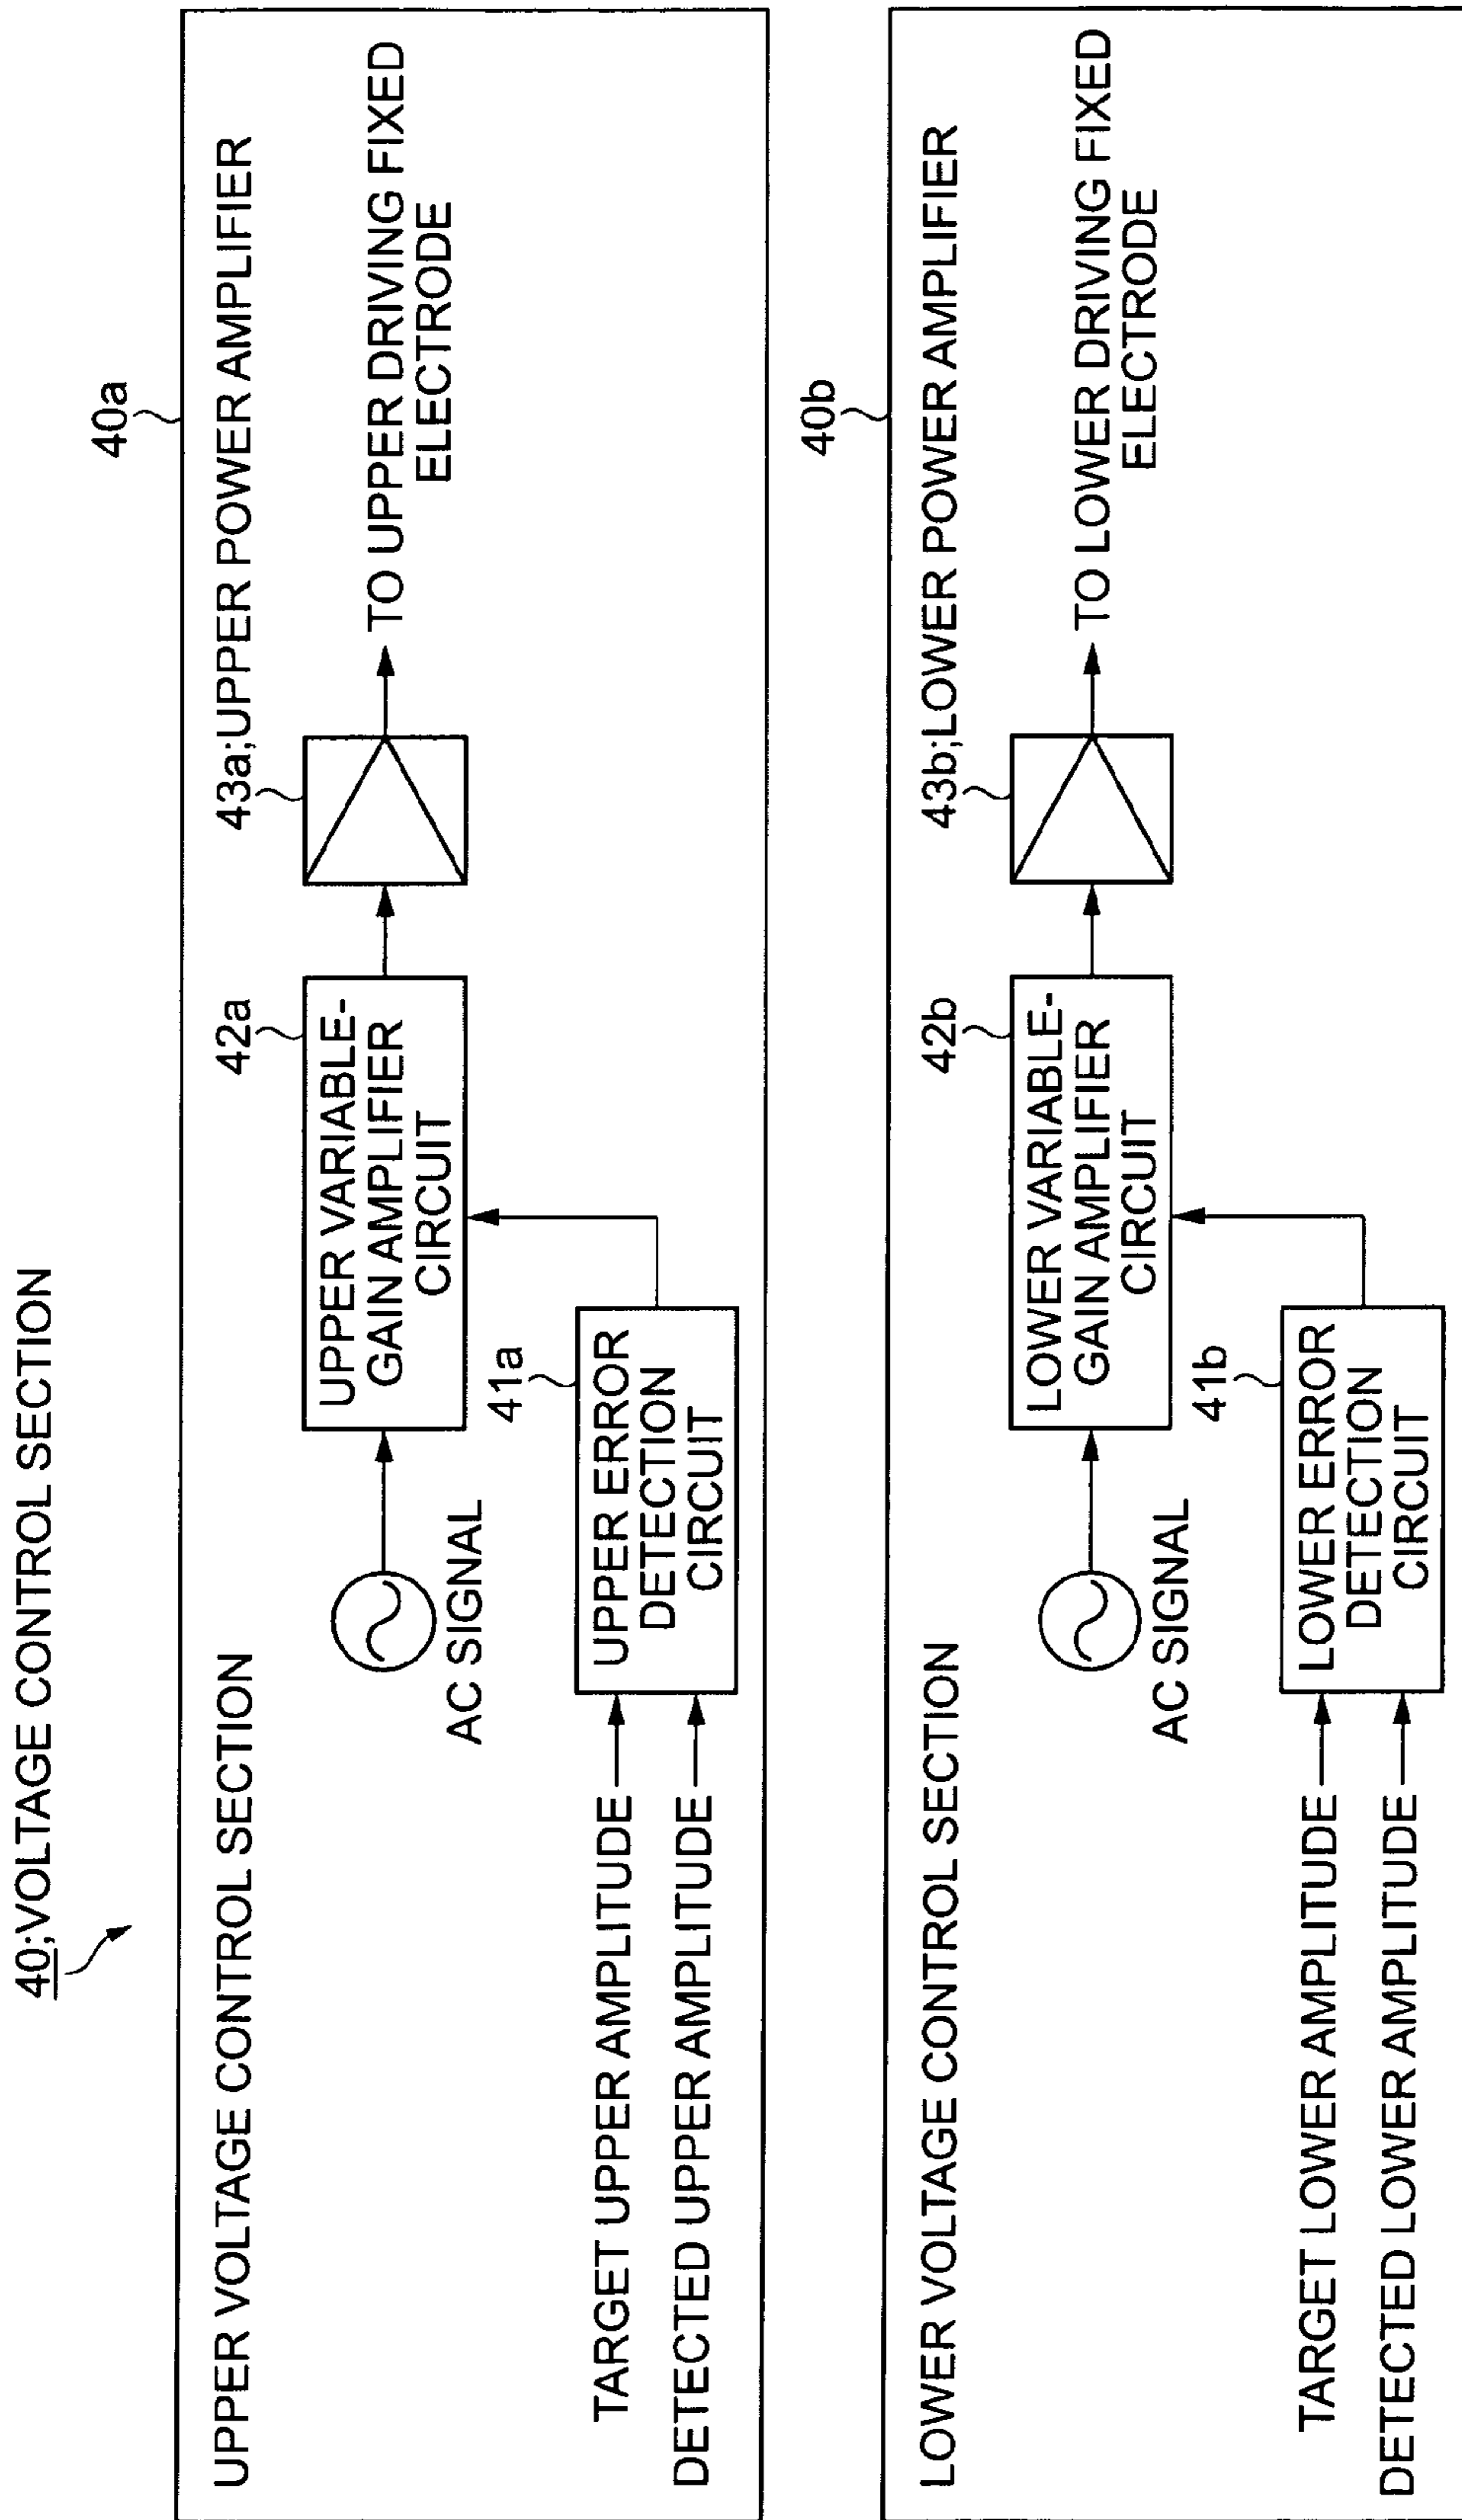 40;VOLTAGE CONTROL SECTION
40a
UPPER VOLTAGE CONTROL SECTION
43a;UPPER POWER AMPLIFIER
42a
UPPER VARIABLE-
GAIN AMPLIFIER
CIRCUIT
TO UPPER DRIVING FIXED
ELECTRODE
AC SIGNAL
41a
UPPER ERROR
DETECTION
CIRCUIT
TARGET UPPER AMPLITUDE
DETECTED UPPER AMPLITUDE
40b
LOWER VOLTAGE CONTROL SECTION
43b;LOWER POWER AMPLIFIER
42b
LOWER VARIABLE-
GAIN AMPLIFIER
CIRCUIT
TO LOWER DRIVING FIXED
ELECTRODE
AC SIGNAL
41b
LOWER ERROR
DETECTION
CIRCUIT
TARGET LOWER AMPLITUDE
DETECTED LOWER AMPLITUDE